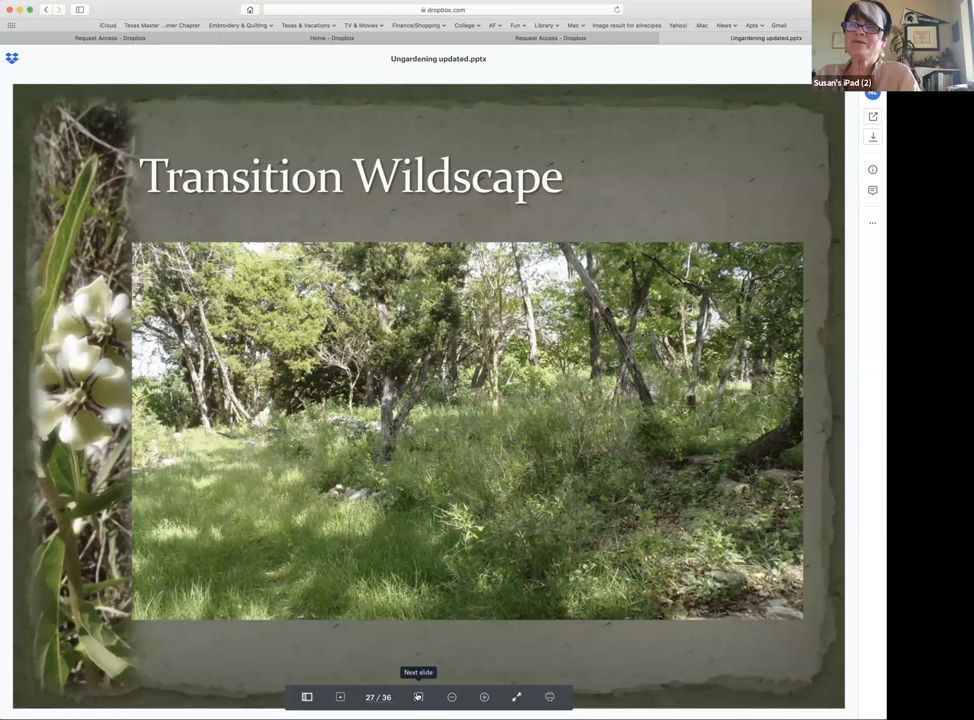 dropbox.com
iCloud Texas Master ...imer Chapter Embroidery & Quilting Texas & Vacations TV & Movies Finance/Shopping College AF Fun Library Mac Image result for allrecipes Yahoo! .Mac News Apts Gmail
Request Access - Dropbox Home - Dropbox Request Access - Dropbox Ungardening updated.pptx
Ungardening updated.pptx
Susan's iPad (2)
Transition Wildscape
Next slide
27 / 36